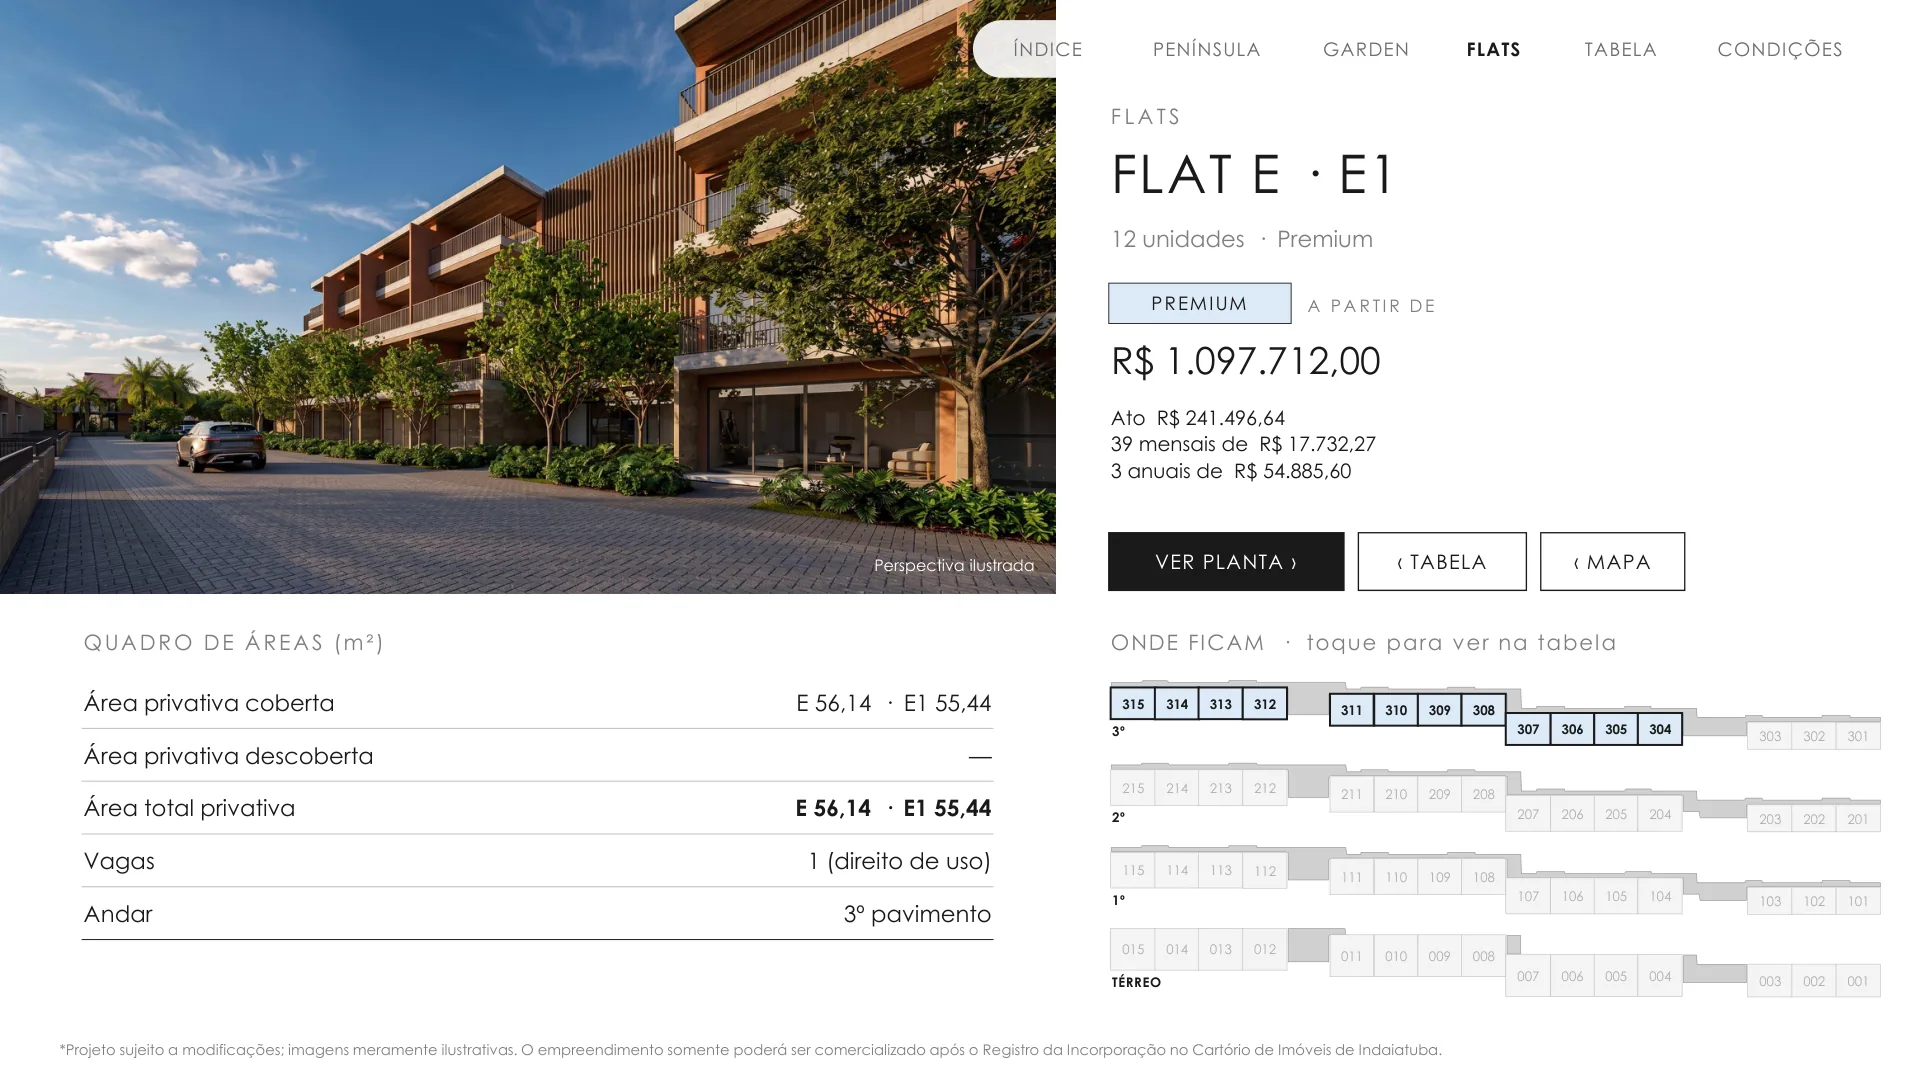 ÍNDICE PENÍNSULA GARDEN FLATS TABELA CONDIÇÕES
FLATS
FLAT E · E1
12 unidades · Premium
PREMIUM A PARTIR DE
R$ 1.097.712,00
Ato R$ 241.496,64
39 mensais de R$ 17.732,27
3 anuais de R$ 54.885,60
VER PLANTA › ‹ TABELA ‹ MAPA
Perspectiva ilustrada
QUADRO DE ÁREAS (m²)
Área privativa coberta E 56,14 · E1 55,44
Área privativa descoberta —
Área total privativa E 56,14 · E1 55,44
Vagas 1 (direito de uso)
Andar 3º pavimento
ONDE FICAM · toque para ver na tabela
315 314 313 312 311 310 309 308 307 306 305 304 303 302 301
3º
215 214 213 212 211 210 209 208 207 206 205 204 203 202 201
2º
115 114 113 112 111 110 109 108 107 106 105 104 103 102 101
1º
015 014 013 012 011 010 009 008 007 006 005 004 003 002 001
TÉRREO
*Projeto sujeito a modificações; imagens meramente ilustrativas. O empreendimento somente poderá ser comercializado após o Registro da Incorporação no Cartório de Imóveis de Indaiatuba.